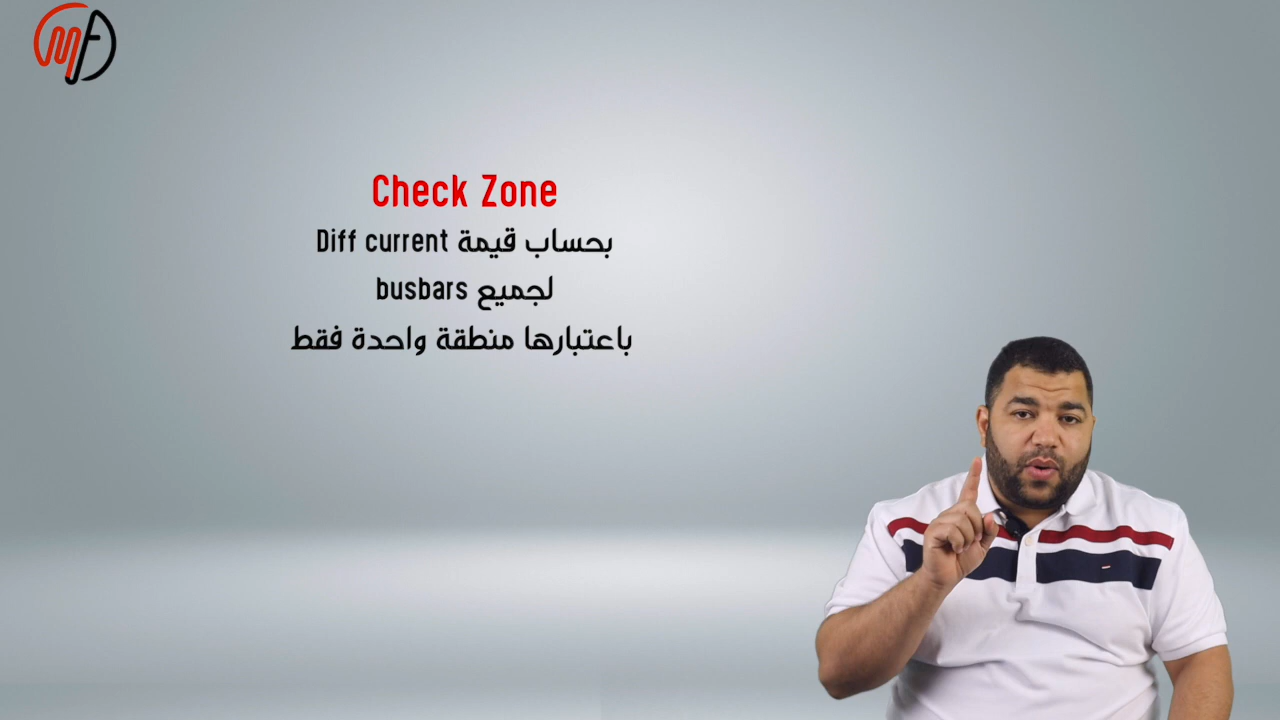 Check Zone
بحساب قيمة Diff current
لجميع busbars
باعتبارها منطقة واحدة فقط